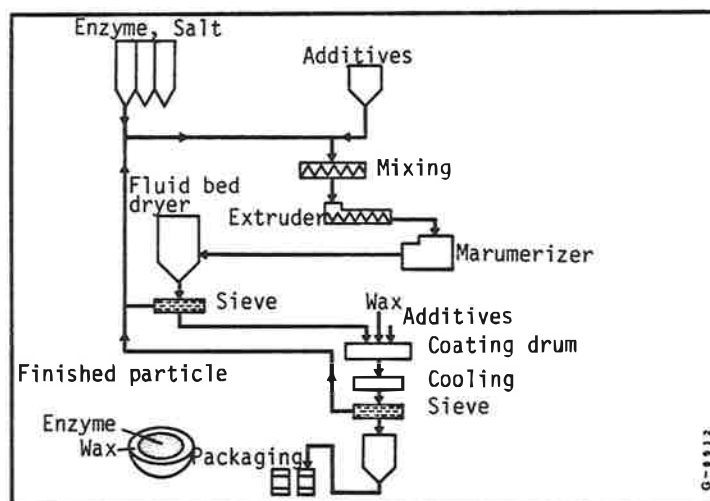 Enzyme, Salt
Additives
Mixing
Fluid bed
dryer
Extruder
Marumerizer
Sieve
Wax
Additives
Coating drum
Finished particle
Cooling
Sieve
Enzyme
Wax
Packaging